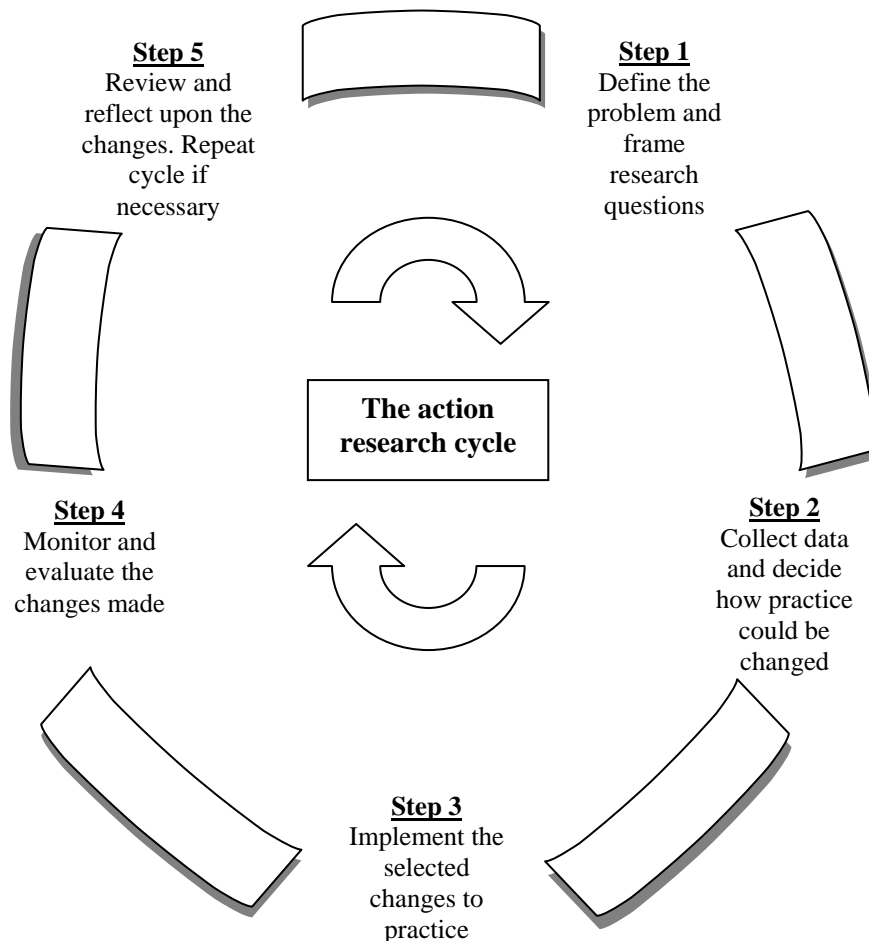 Step 1
Define the
problem and
frame
research
questions
Step 2
Collect data
and decide
how practice
could be
changed
Step 3
Implement the
selected
changes to
practice
Step 4
Monitor and
evaluate the
changes made
Step 5
Review and
reflect upon the
changes. Repeat
cycle if
necessary
The action
research cycle